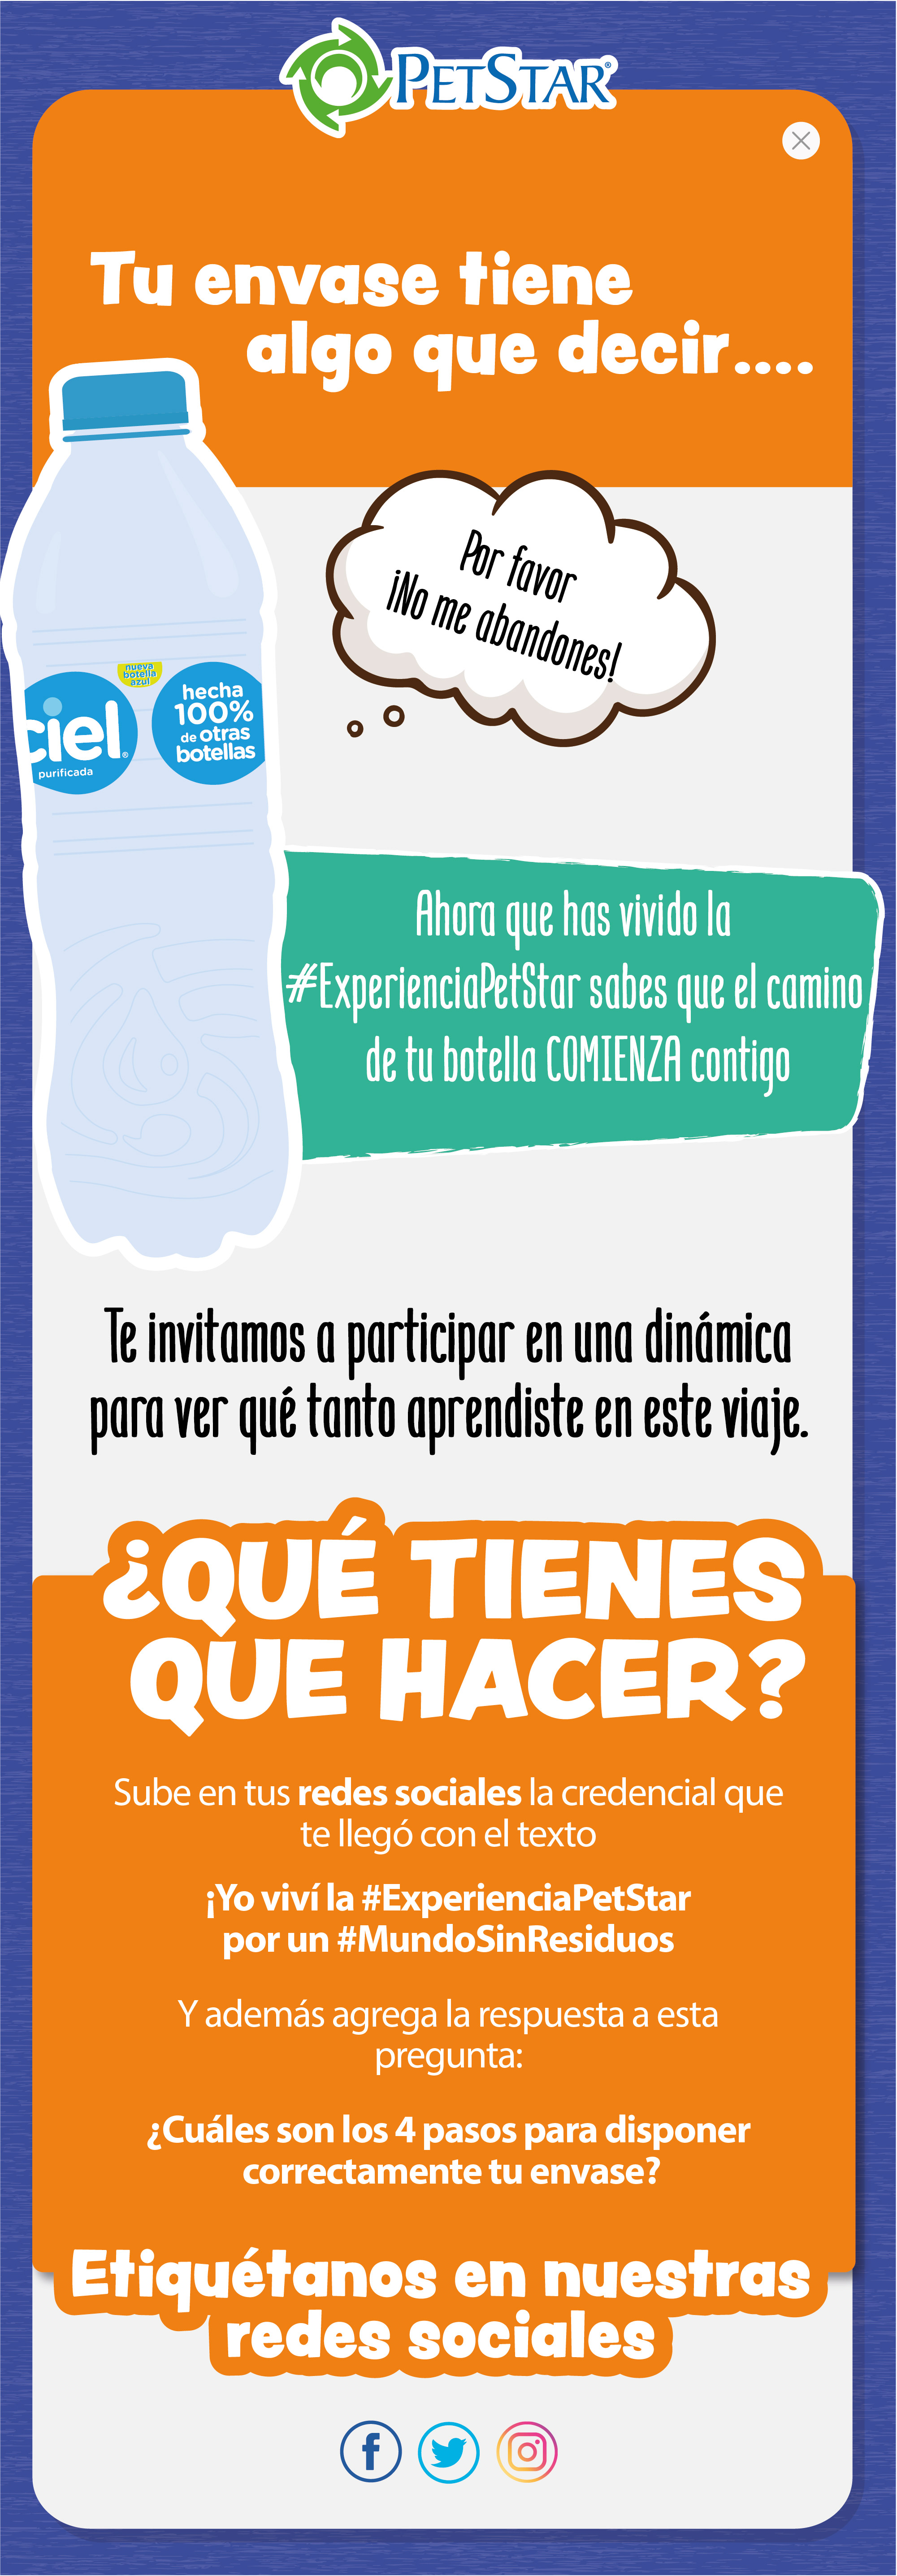 PETSTAR®
Tu envase tiene
algo que decir....
Por favor
¡No me abandones!
nueva
botella
azul
ciel®
purificada
hecha
100%
de otras
botellas
Ahora que has vivido la
#ExperienciaPetStar sabes que el camino
de tu botella COMIENZA contigo
Te invitamos a participar en una dinámica
para ver qué tanto aprendiste en este viaje.
¿QUÉ TIENES
QUE HACER?
Sube en tus redes sociales la credencial que
te llegó con el texto
¡Yo viví la #ExperienciaPetStar
por un #MundoSinResiduos
Y además agrega la respuesta a esta
pregunta:
¿Cuáles son los 4 pasos para disponer
correctamente tu envase?
Etiquétanos en nuestras
redes sociales